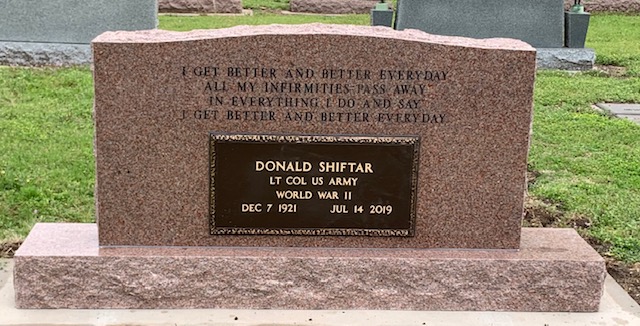 I GET BETTER AND BETTER EVERYDAY
ALL MY INFIRMITIES PASS AWAY
IN EVERYTHING I DO AND SAY
I GET BETTER AND BETTER EVERYDAY
DONALD SHIFTAR
LT COL US ARMY
WORLD WAR II
DEC 7 1921 JUL 14 2019